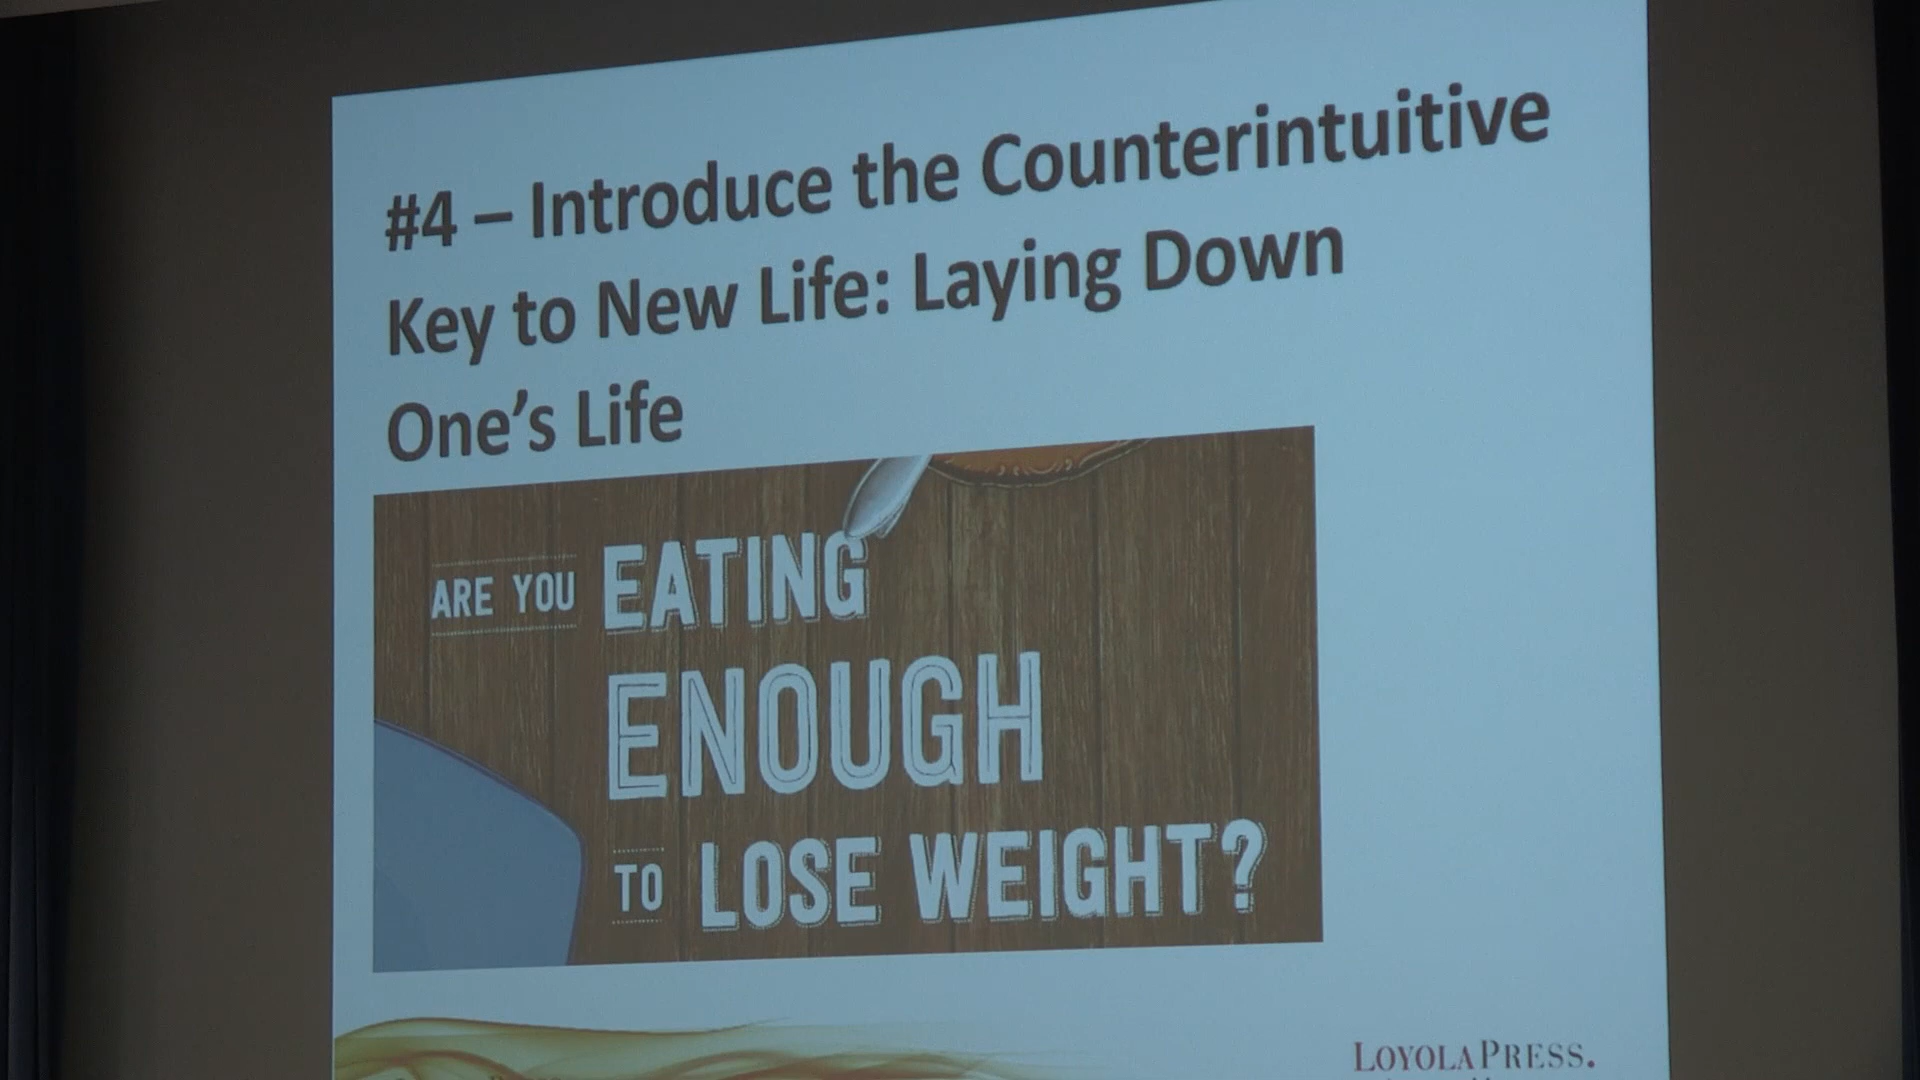 #4 – Introduce the Counterintuitive
Key to New Life: Laying Down
One’s Life
ARE YOU EATING
ENOUGH
TO LOSE WEIGHT?
LOYOLAPRESS.